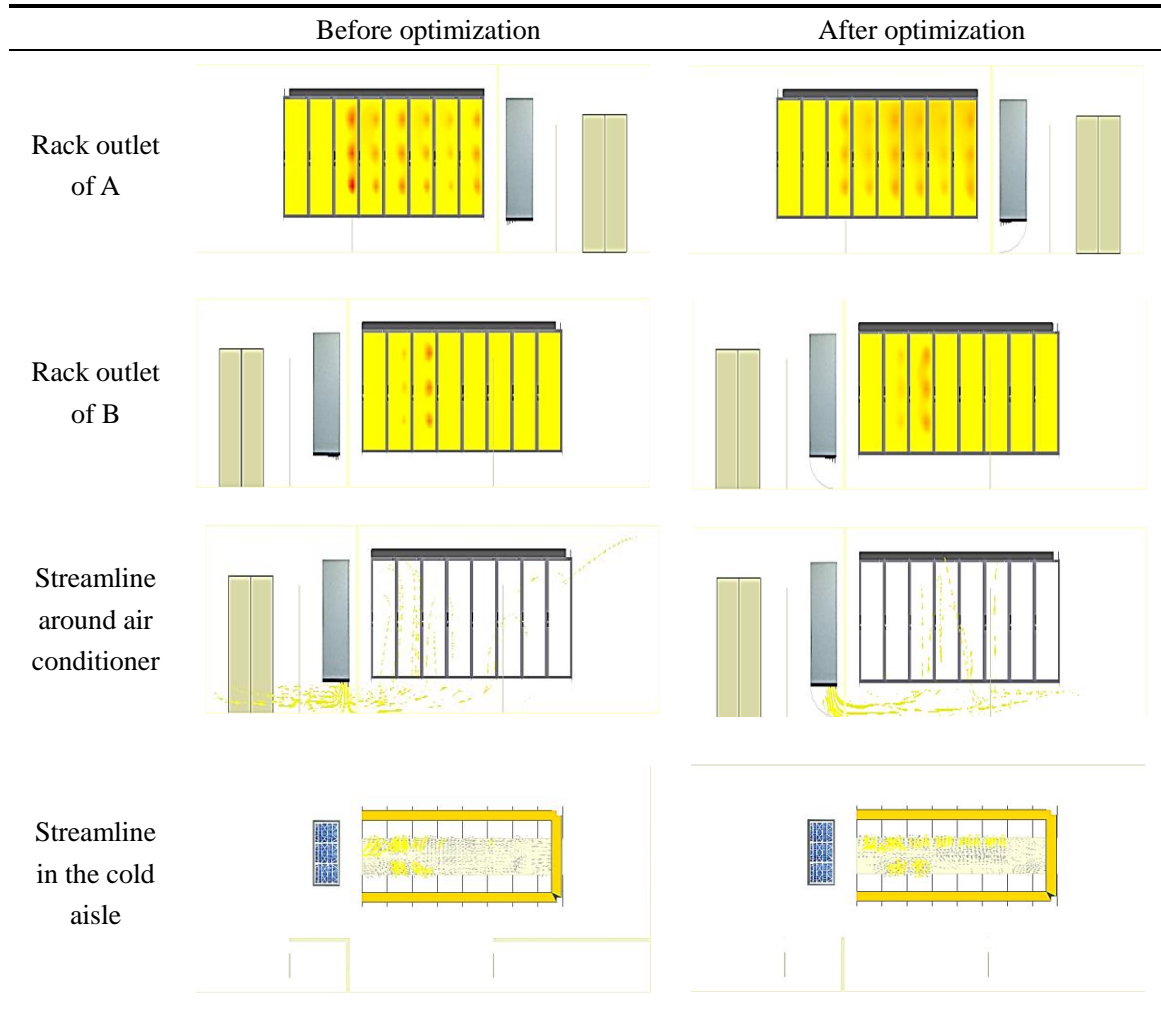 Before optimization
After optimization
Rack outlet
of A
Rack outlet
of B
Streamline
around air
conditioner
Streamline
in the cold
aisle